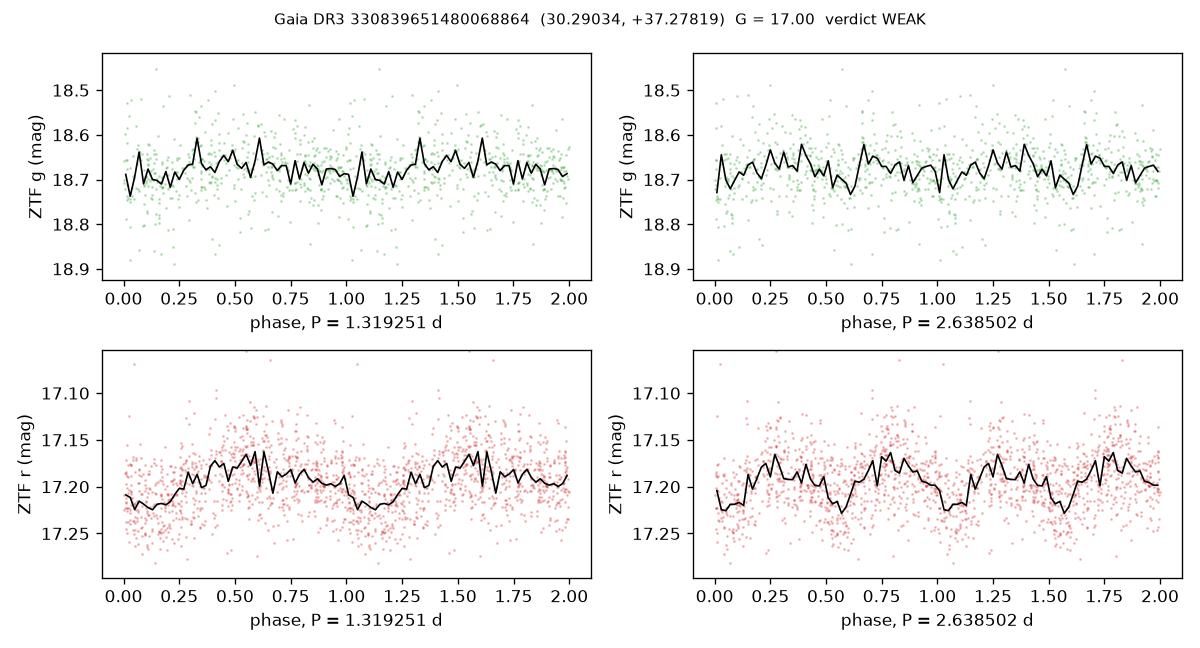 Gaia DR3 330839651480068864 (30.29034, +37.27819) G = 17.00 verdict WEAK
ZTF g (mag)
18.5
18.6
18.7
18.8
18.9
0.00 0.25 0.50 0.75 1.00 1.25 1.50 1.75 2.00
phase, P = 1.319251 d
ZTF g (mag)
18.5
18.6
18.7
18.8
18.9
0.00 0.25 0.50 0.75 1.00 1.25 1.50 1.75 2.00
phase, P = 2.638502 d
ZTF r (mag)
17.10
17.15
17.20
17.25
0.00 0.25 0.50 0.75 1.00 1.25 1.50 1.75 2.00
phase, P = 1.319251 d
ZTF r (mag)
17.10
17.15
17.20
17.25
0.00 0.25 0.50 0.75 1.00 1.25 1.50 1.75 2.00
phase, P = 2.638502 d